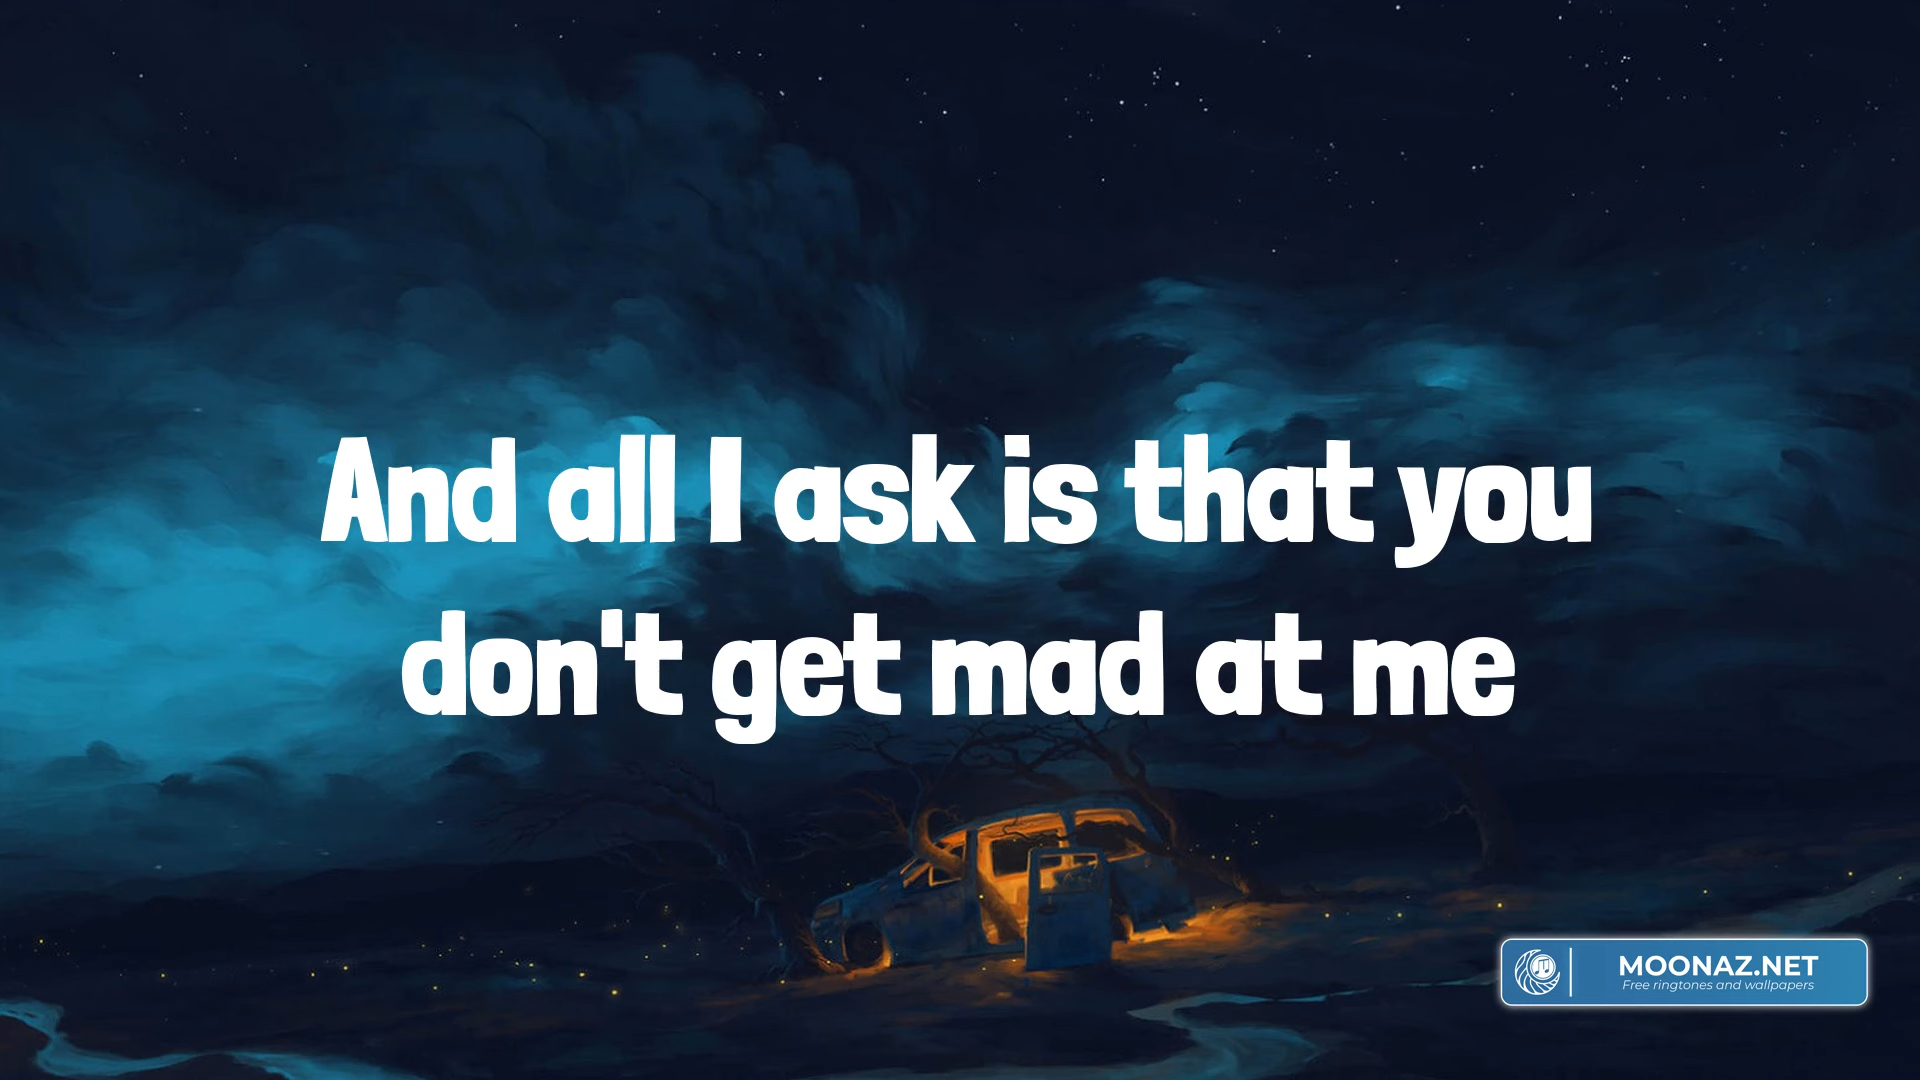 And all I ask is that you
don't get mad at me
MOONAZ.NET
Free ringtones and wallpapers